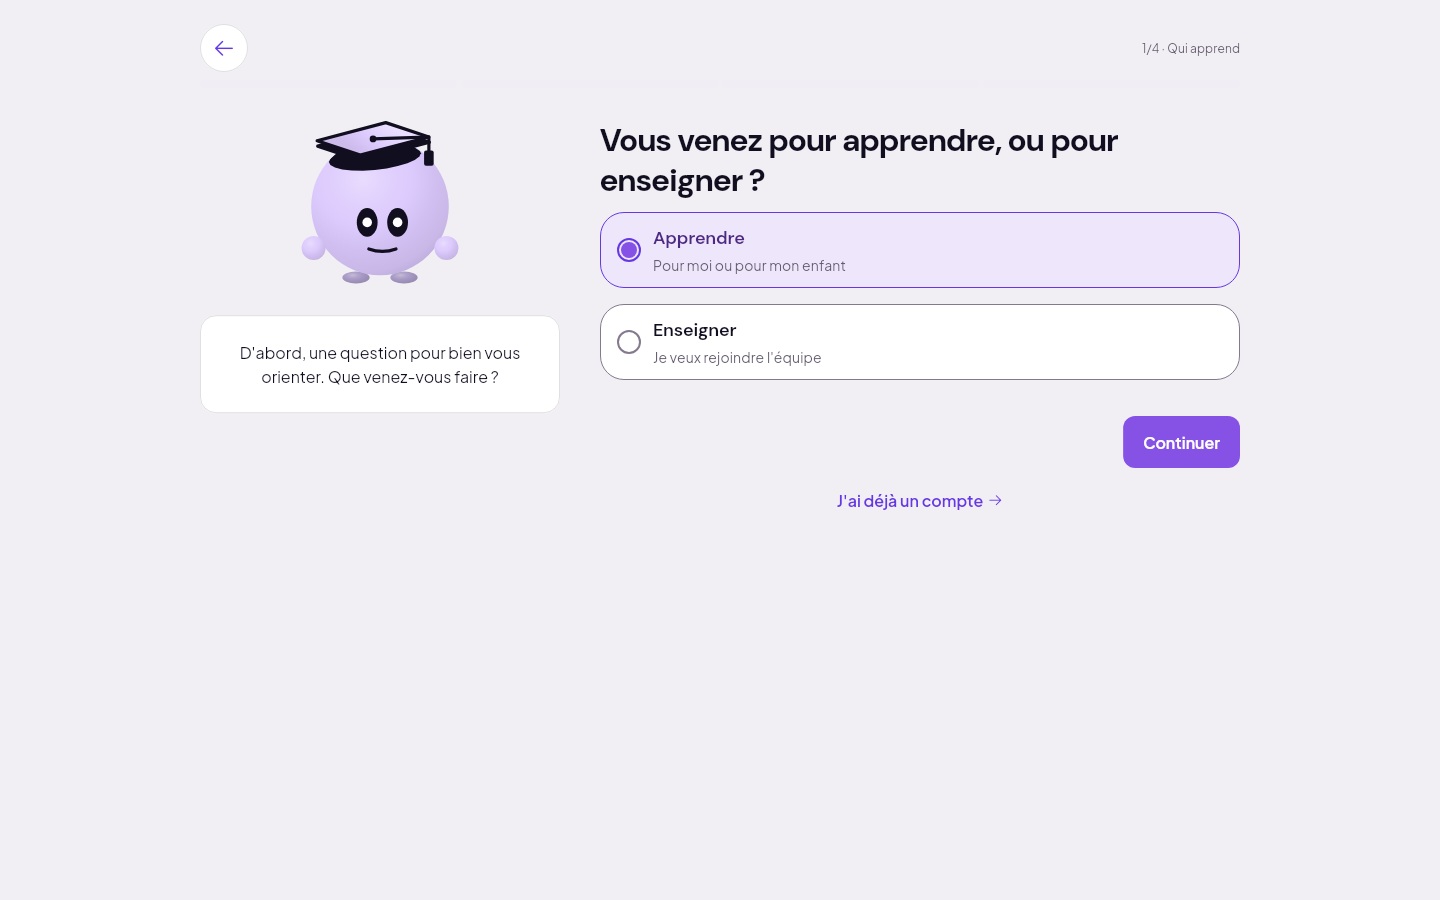 1/4 · Qui apprend
D'abord, une question pour bien vous
orienter. Que venez-vous faire ?
Vous venez pour apprendre, ou pour
enseigner ?
Apprendre
Pour moi ou pour mon enfant
Enseigner
Je veux rejoindre l'équipe
Continuer
J'ai déjà un compte →